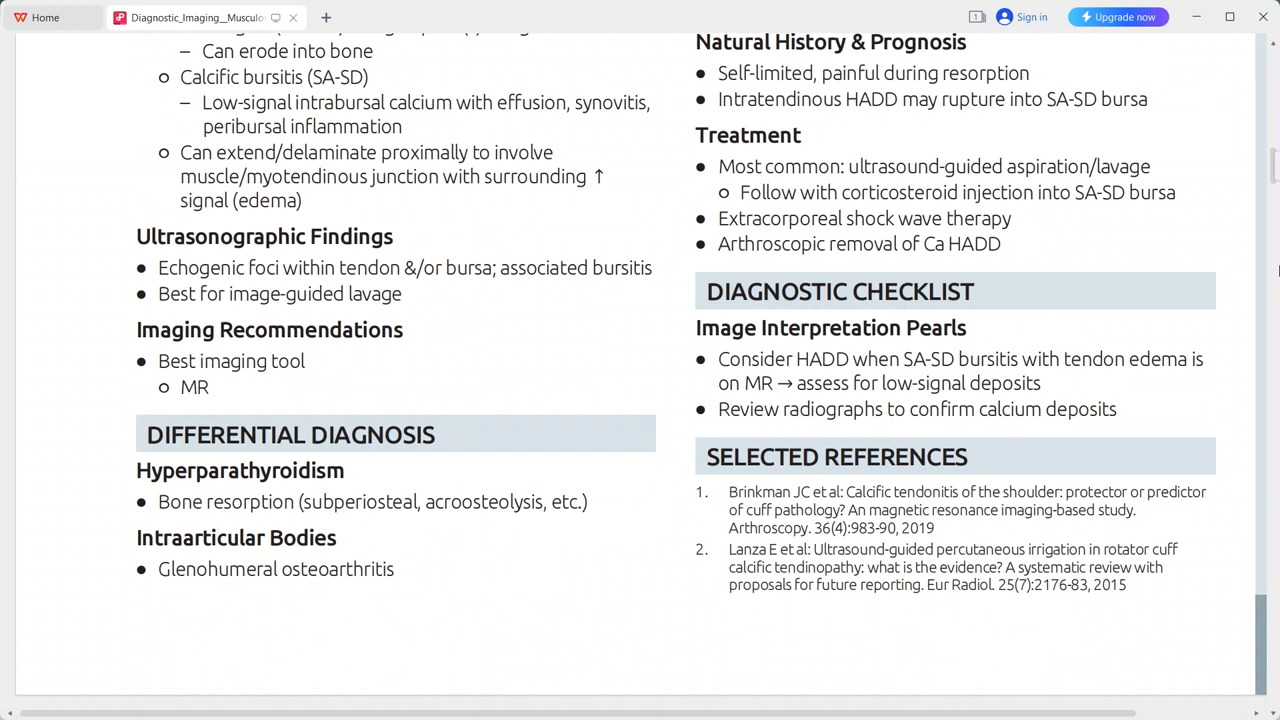 Home
Diagnostic_Imaging__Musculos
Sign in
Upgrade now
– Can erode into bone
o Calcific bursitis (SA-SD)
– Low-signal intrabursal calcium with effusion, synovitis,
peribursal inflammation
o Can extend/delaminate proximally to involve
muscle/myotendinous junction with surrounding ↑
signal (edema)
Ultrasonographic Findings
● Echogenic foci within tendon &/or bursa; associated bursitis
● Best for image-guided lavage
Imaging Recommendations
● Best imaging tool
o MR
DIFFERENTIAL DIAGNOSIS
Hyperparathyroidism
● Bone resorption (subperiosteal, acroosteolysis, etc.)
Intraarticular Bodies
● Glenohumeral osteoarthritis
Natural History & Prognosis
● Self-limited, painful during resorption
● Intratendinous HADD may rupture into SA-SD bursa
Treatment
● Most common: ultrasound-guided aspiration/lavage
o Follow with corticosteroid injection into SA-SD bursa
● Extracorporeal shock wave therapy
● Arthroscopic removal of Ca HADD
DIAGNOSTIC CHECKLIST
Image Interpretation Pearls
● Consider HADD when SA-SD bursitis with tendon edema is
on MR → assess for low-signal deposits
● Review radiographs to confirm calcium deposits
SELECTED REFERENCES
1. Brinkman JC et al: Calcific tendonitis of the shoulder: protector or predictor
of cuff pathology? An magnetic resonance imaging-based study.
Arthroscopy. 36(4):983-90, 2019
2. Lanza E et al: Ultrasound-guided percutaneous irrigation in rotator cuff
calcific tendinopathy: what is the evidence? A systematic review with
proposals for future reporting. Eur Radiol. 25(7):2176-83, 2015